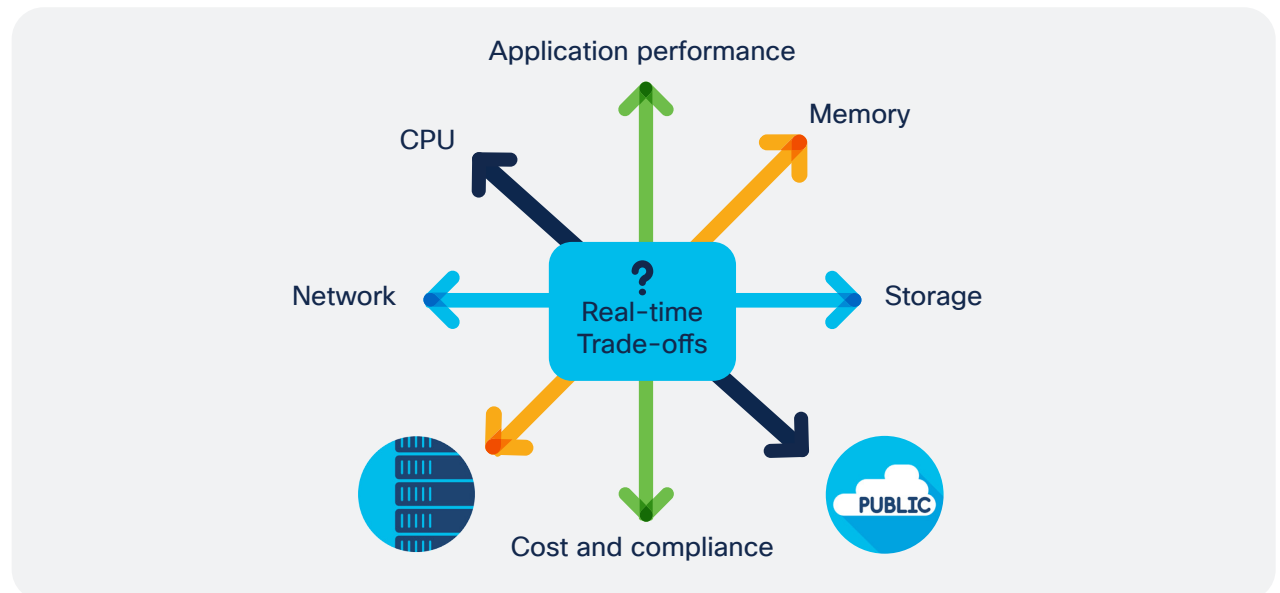 Application performance
Memory
CPU
?
Real-time
Trade-offs
Network
Storage
PUBLIC
Cost and compliance